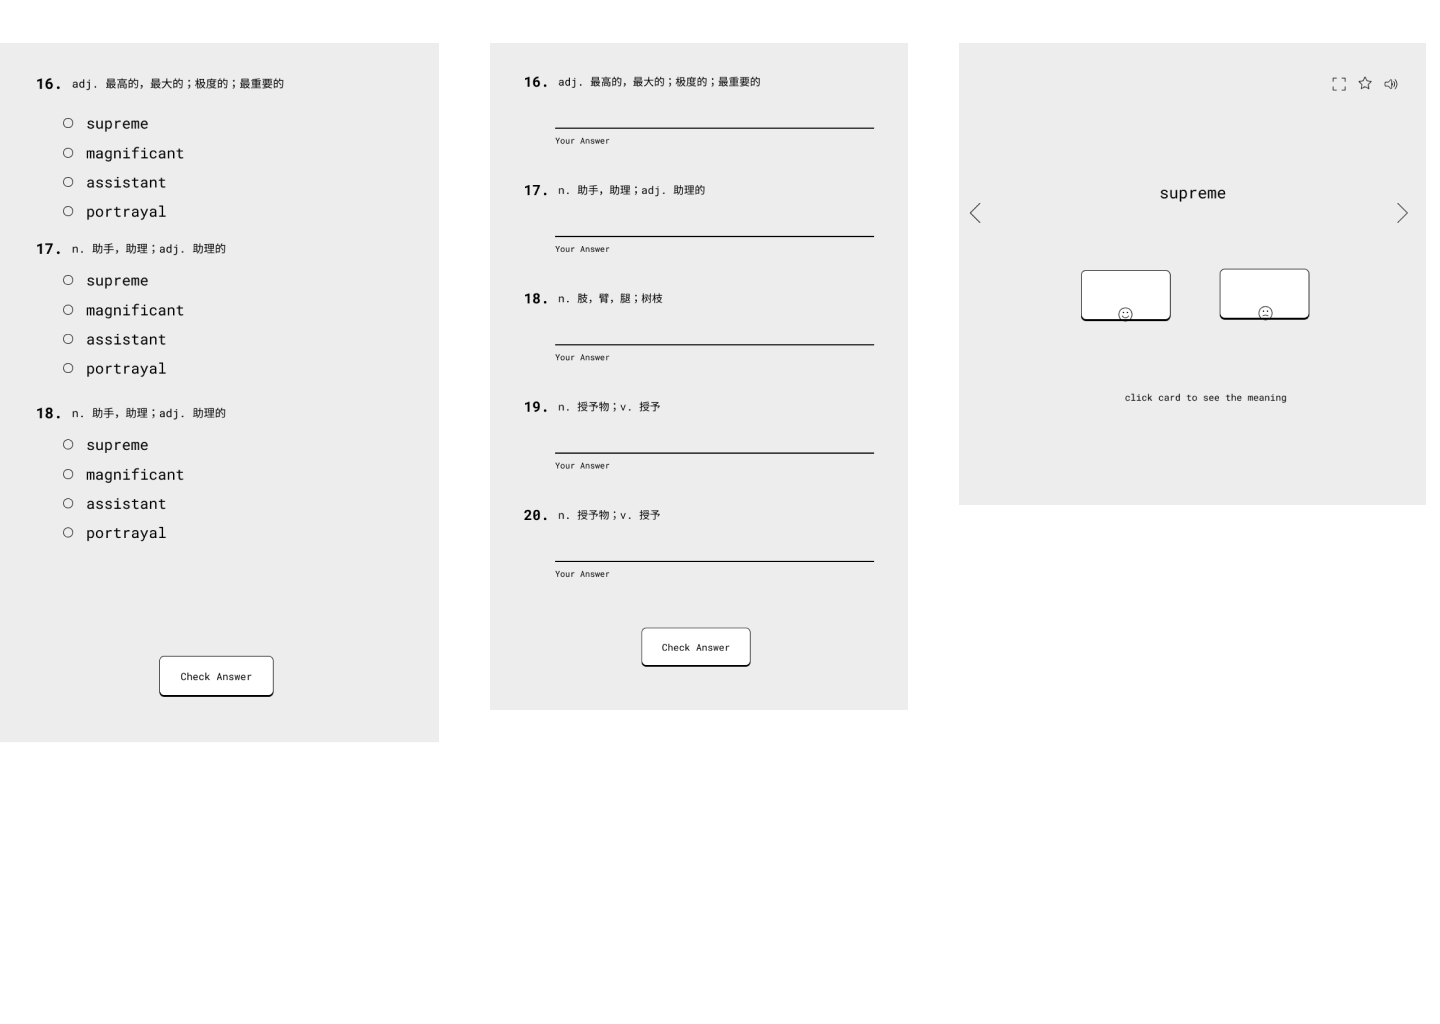 16. adj. 最高的，最大的；极度的；最重要的
supreme
magnificant
assistant
portrayal
17. n. 助手，助理；adj. 助理的
supreme
magnificant
assistant
portrayal
18. n. 助手，助理；adj. 助理的
supreme
magnificant
assistant
portrayal
Check Answer
16. adj. 最高的，最大的；极度的；最重要的
Your Answer
17. n. 助手，助理；adj. 助理的
Your Answer
18. n. 肢，臂，腿；树枝
Your Answer
19. n. 授予物；v. 授予
Your Answer
20. n. 授予物；v. 授予
Your Answer
Check Answer
supreme
click card to see the meaning